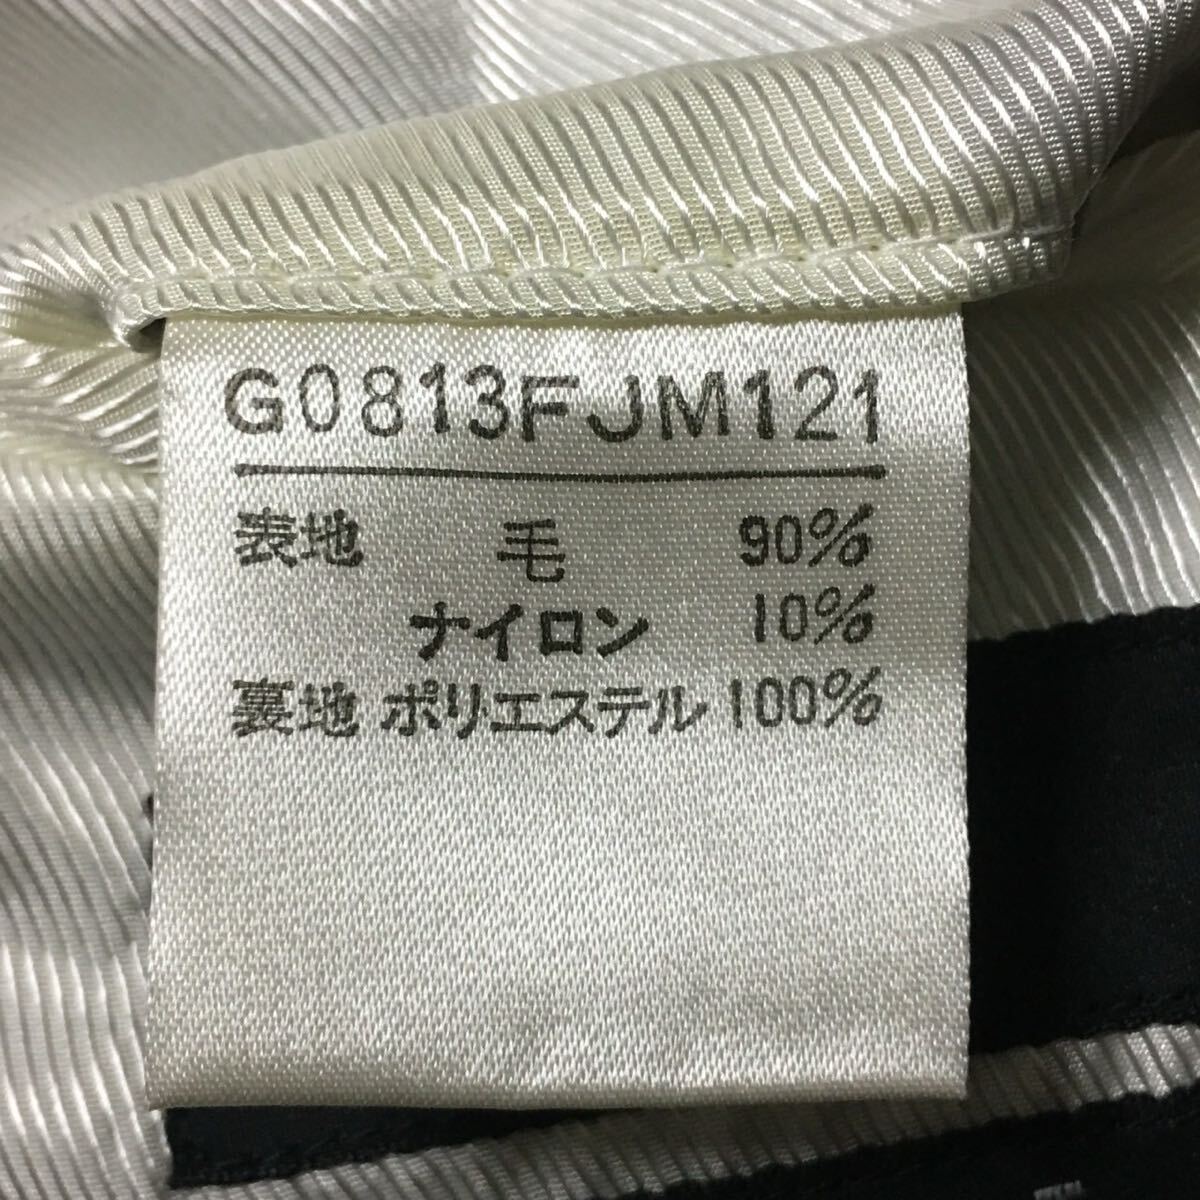 G0813FJM121
表地 毛 90%
ナイロン 10%
裏地 ポリエステル 100%